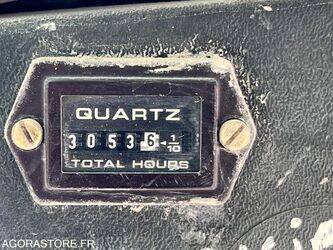 QUARTZ
30536 ◄ 1/10
TOTAL HOURS
AGORASTORE.FR